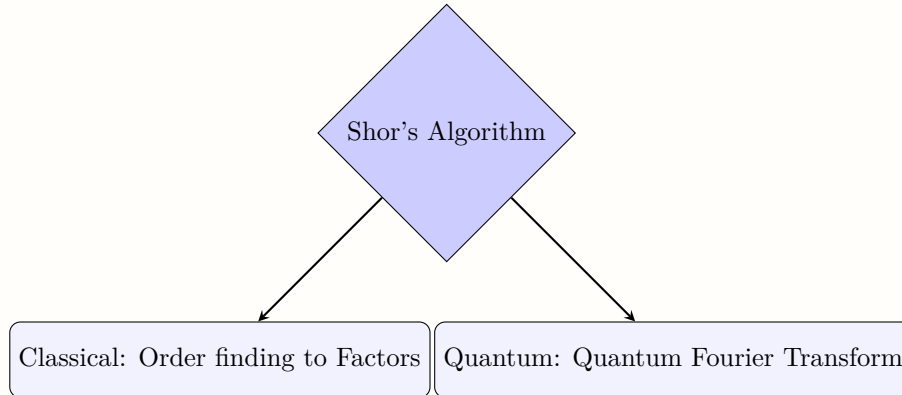 Shor's Algorithm
Classical: Order finding to Factors
Quantum: Quantum Fourier Transform